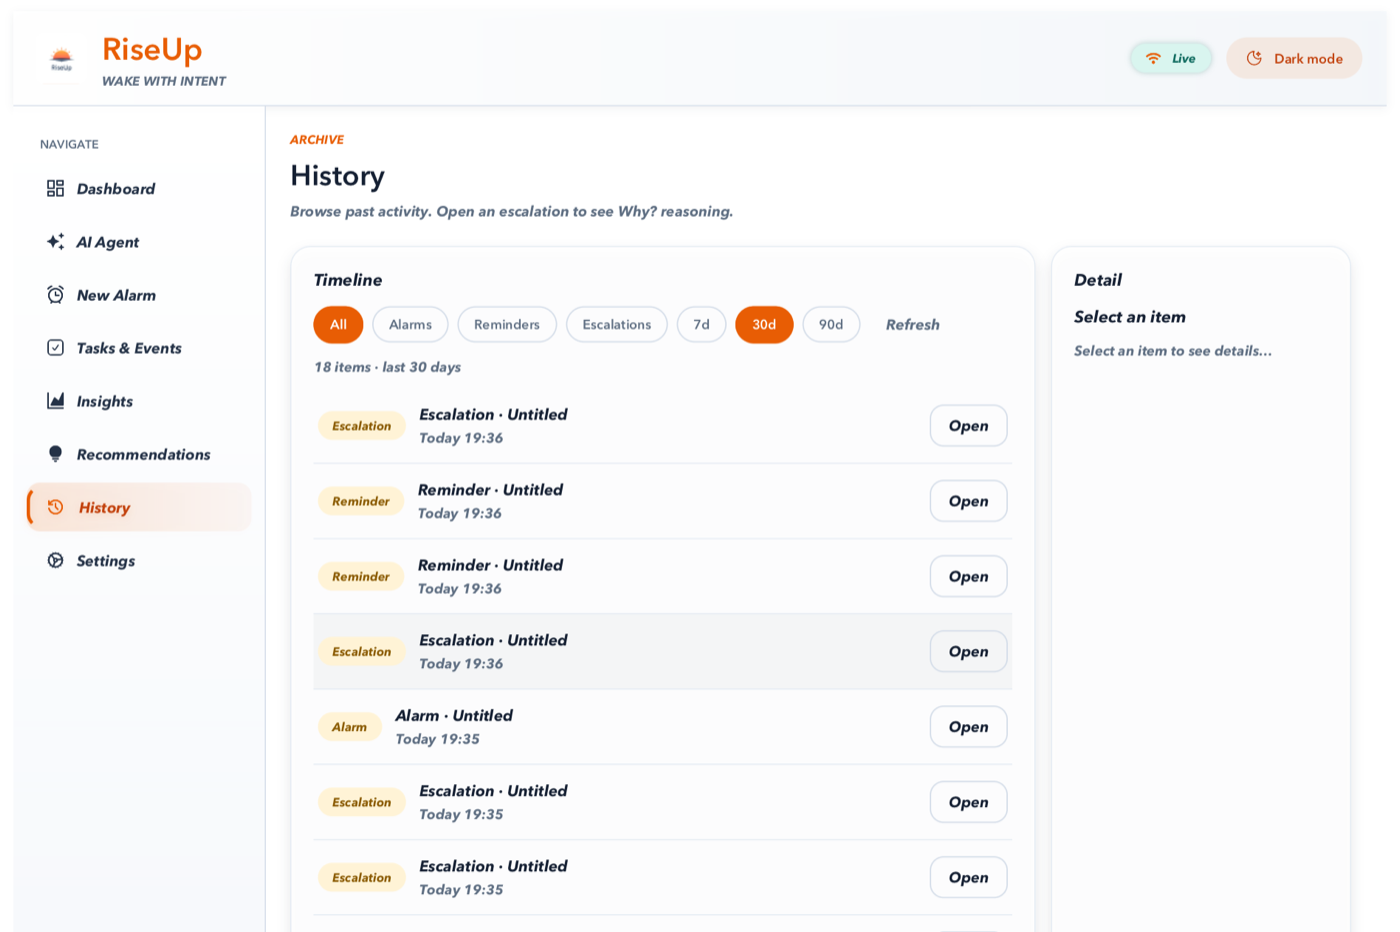 RiseUp
RiseUp
WAKE WITH INTENT
Live
Dark mode
NAVIGATE
Dashboard
AI Agent
New Alarm
Tasks & Events
Insights
Recommendations
History
Settings
ARCHIVE
History
Browse past activity. Open an escalation to see Why? reasoning.
Timeline
All Alarms Reminders Escalations 7d 30d 90d Refresh
18 items · last 30 days
Escalation
Escalation · Untitled
Today 19:36
Open
Reminder
Reminder · Untitled
Today 19:36
Open
Reminder
Reminder · Untitled
Today 19:36
Open
Escalation
Escalation · Untitled
Today 19:36
Open
Alarm
Alarm · Untitled
Today 19:35
Open
Escalation
Escalation · Untitled
Today 19:35
Open
Escalation
Escalation · Untitled
Today 19:35
Open
Detail
Select an item
Select an item to see details...